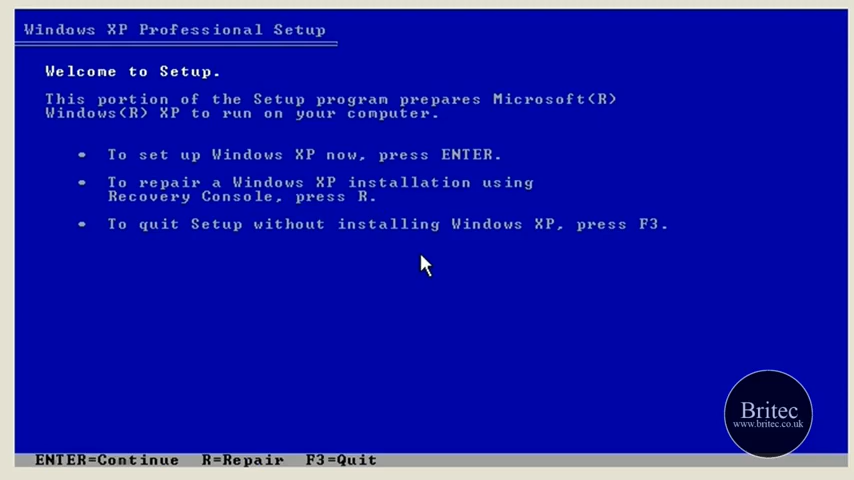 Windows XP Professional Setup
Welcome to Setup.
This portion of the Setup program prepares Microsoft(R)
Windows(R) XP to run on your computer.
• To set up Windows XP now, press ENTER.
• To repair a Windows XP installation using
Recovery Console, press R.
• To quit Setup without installing Windows XP, press F3.
Britec
www.britec.co.uk
ENTER=Continue R=Repair F3=Quit